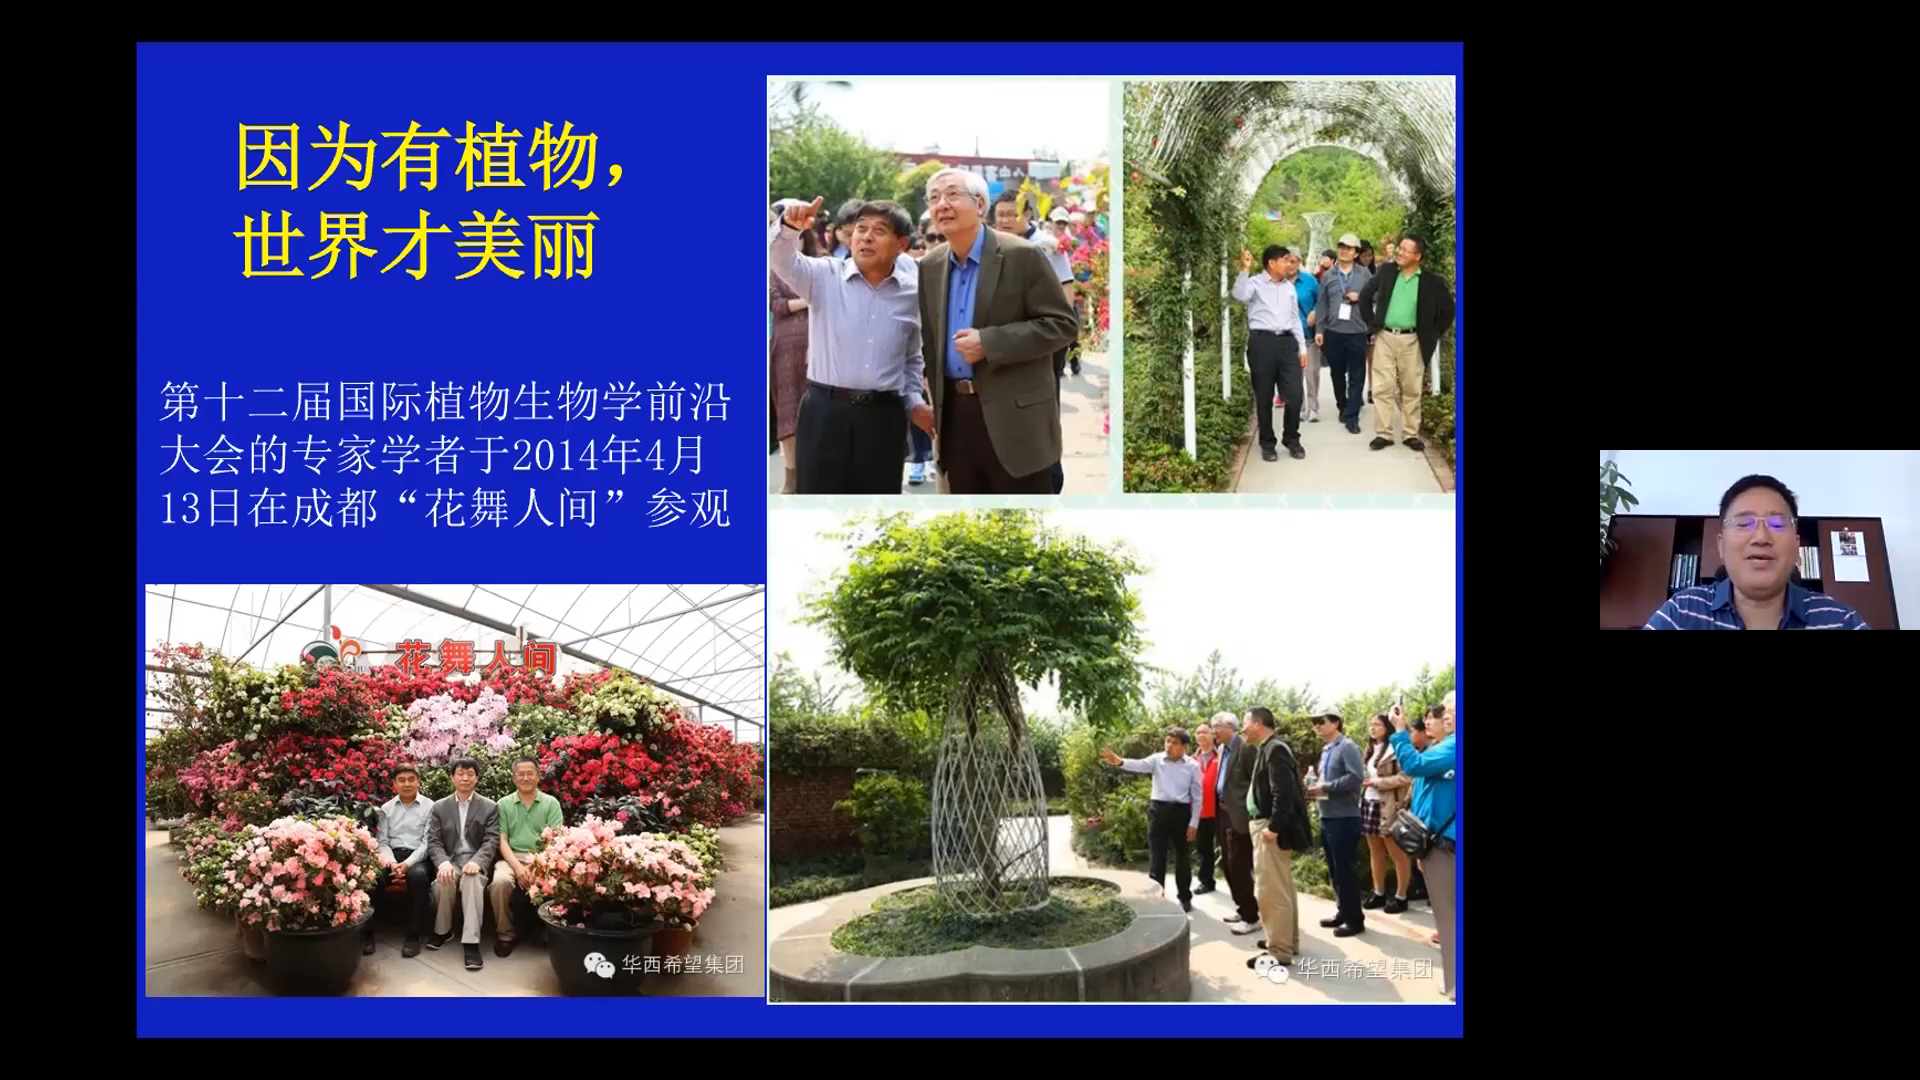 因为有植物，
世界才美丽
第十二届国际植物生物学前沿
大会的专家学者于2014年4月
13日在成都“花舞人间”参观
花舞人间
华西希望集团
华西希望集团